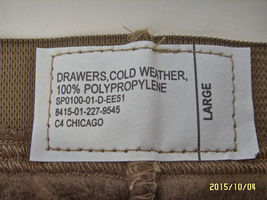 DRAWERS,COLD WEATHER,
100% POLYPROPYLENE
SP0100-01-D-EE51
8415-01-227-9545
C4 CHICAGO
LARGE
2015/10/04